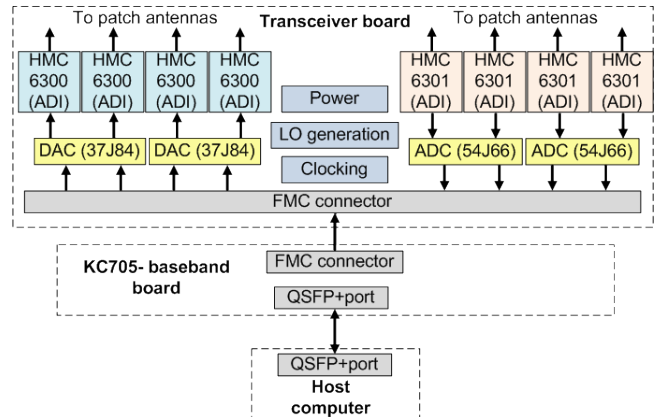 To patch antennas
Transceiver board
To patch antennas
HMC
6300
(ADI)
HMC
6300
(ADI)
HMC
6300
(ADI)
HMC
6300
(ADI)
HMC
6301
(ADI)
HMC
6301
(ADI)
HMC
6301
(ADI)
HMC
6301
(ADI)
Power
LO generation
Clocking
DAC (37J84)
DAC (37J84)
ADC (54J66)
ADC (54J66)
FMC connector
KC705- baseband
board
FMC connector
QSFP+port
QSFP+port
Host
computer